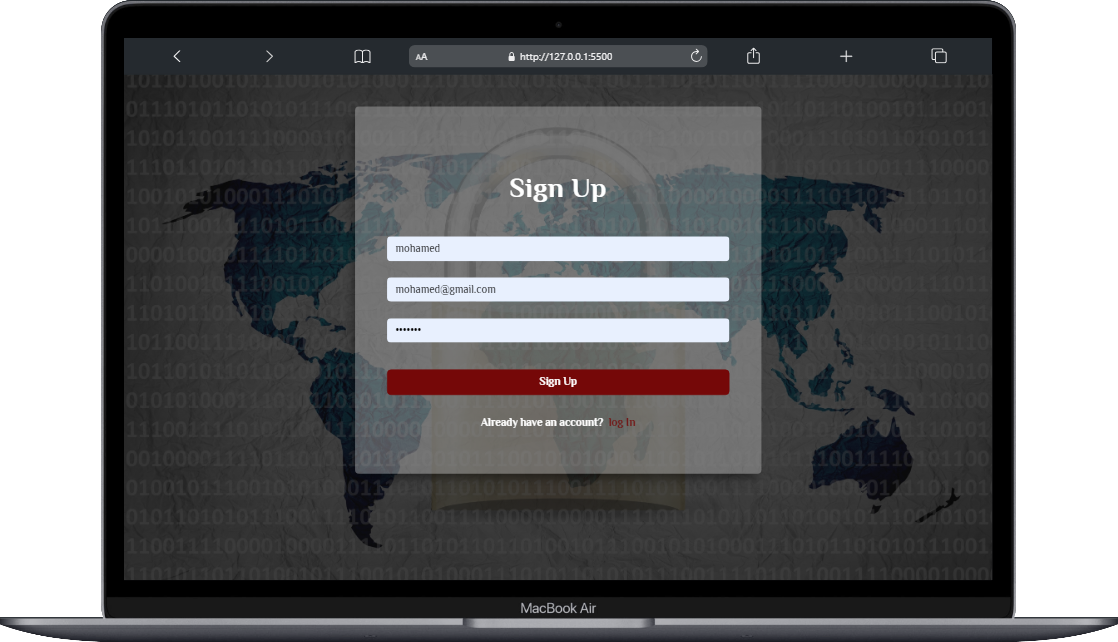 AA
http://127.0.0.1:5500
Sign Up
mohamed
mohamed@gmail.com
•••••••
Sign Up
Already have an account? log in
MacBook Air